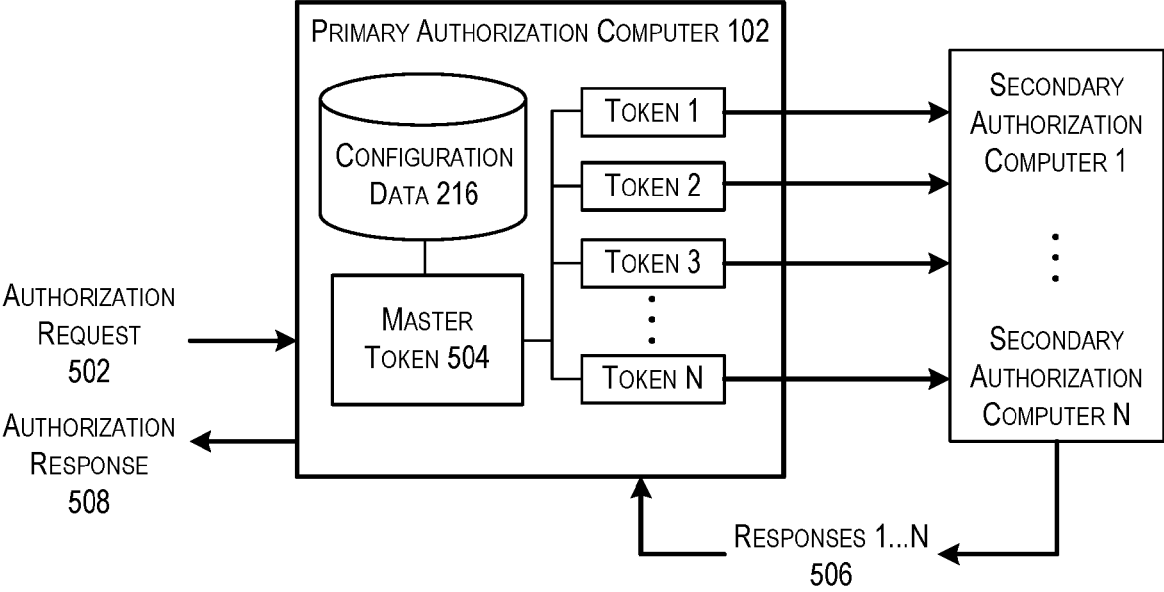 PRIMARY AUTHORIZATION COMPUTER 102
CONFIGURATION
DATA 216
MASTER
TOKEN 504
TOKEN 1
TOKEN 2
TOKEN 3
TOKEN N
SECONDARY
AUTHORIZATION
COMPUTER 1
SECONDARY
AUTHORIZATION
COMPUTER N
AUTHORIZATION
REQUEST
502
AUTHORIZATION
RESPONSE
508
RESPONSES 1...N
506